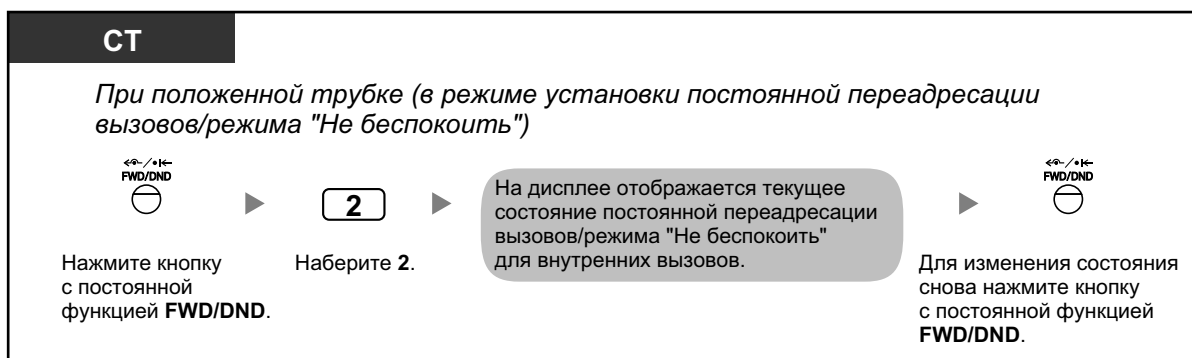 СТ
При положенной трубке (в режиме установки постоянной переадресации
вызовов/режима "Не беспокоить")
FWD/DND
2
На дисплее отображается текущее
состояние постоянной переадресации
вызовов/режима "Не беспокоить"
для внутренних вызовов.
FWD/DND
Нажмите кнопку
с постоянной
функцией FWD/DND.
Наберите 2.
Для изменения состояния
снова нажмите кнопку
с постоянной функцией
FWD/DND.